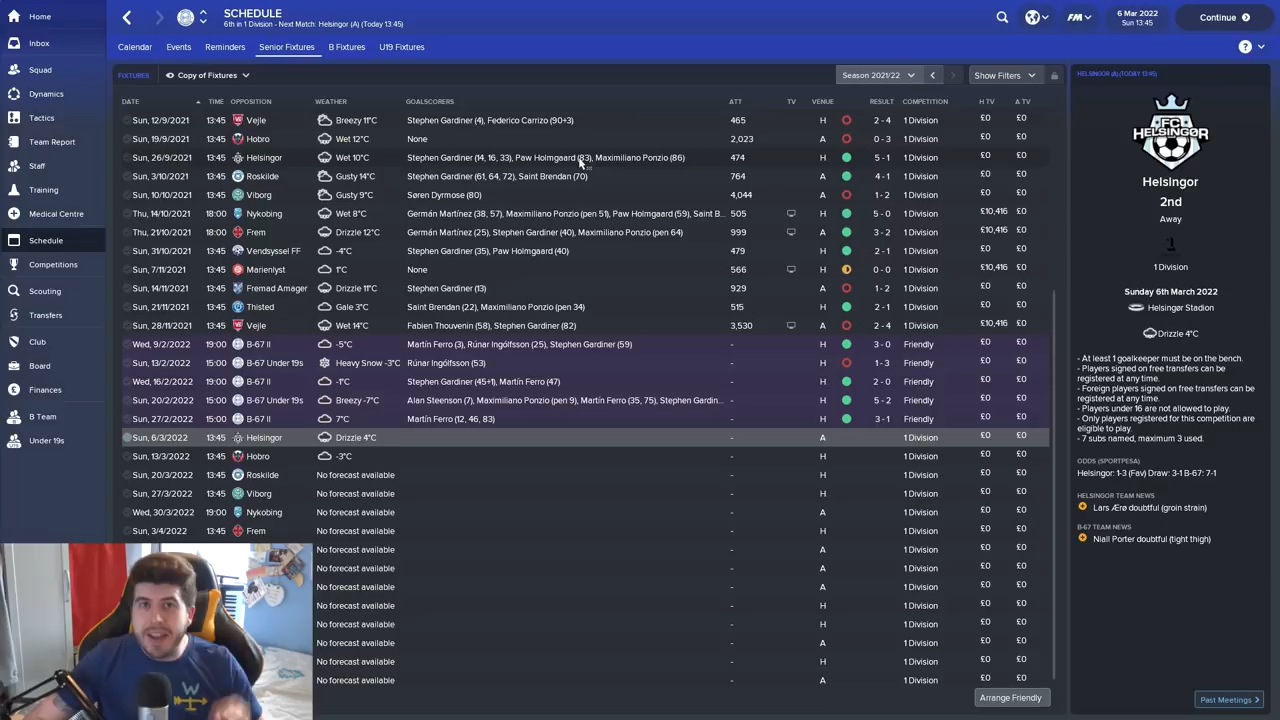 Home
Inbox
Squad
Dynamics
Tactics
Team Report
Staff
Training
Medical Centre
Schedule
Competitions
Scouting
Transfers
Club
Board
Finances
B Team
Under 19s
SCHEDULE
6th in 1 Division - Next Match: Helsingor (A) (Today 13:45)
FM
6 Mar 2022
Sun 13:45
Continue
Calendar Events Reminders Senior Fixtures B Fixtures U19 Fixtures
?
FIXTURES Copy of Fixtures Season 2021/22 Show Filters
DATE TIME OPPOSITION WEATHER GOALSCORERS ATT TV VENUE RESULT COMPETITION H TV A TV
Sun, 12/9/2021 13:45 Vejle Breezy 11°C Stephen Gardiner (4), Federico Carrizo (90+3) 465 H 2 - 4 1 Division £0 £0
Sun, 19/9/2021 13:45 Hobro Wet 12°C None 2,023 A 0 - 3 1 Division £0 £0
Sun, 26/9/2021 13:45 Helsingor Wet 10°C Stephen Gardiner (14, 16, 33), Paw Holmgaard (83), Maximiliano Ponzio (86) 474 H 5 - 1 1 Division £0 £0
Sun, 3/10/2021 13:45 Roskilde Gusty 14°C Stephen Gardiner (61, 64, 72), Saint Brendan (70) 764 A 4 - 1 1 Division £0 £0
Sun, 10/10/2021 13:45 Viborg Gusty 9°C Søren Dyrmose (80) 4,044 A 1 - 2 1 Division £0 £0
Thu, 14/10/2021 18:00 Nykobing Wet 8°C Germán Martínez (38, 57), Maximiliano Ponzio (pen 51), Paw Holmgaard (59), Saint B... 505 H 5 - 0 1 Division £10,416 £0
Thu, 21/10/2021 18:00 Frem Drizzle 12°C Germán Martínez (25), Stephen Gardiner (40), Maximiliano Ponzio (pen 64) 999 A 3 - 2 1 Division £10,416 £0
Sun, 31/10/2021 13:45 Vendsyssel FF -4°C Stephen Gardiner (35), Paw Holmgaard (40) 479 H 2 - 1 1 Division £0 £0
Sun, 7/11/2021 13:45 Marienlyst 1°C None 566 H 0 - 0 1 Division £10,416 £0
Sun, 14/11/2021 13:45 Fremad Amager Drizzle 11°C Stephen Gardiner (13) 929 A 1 - 2 1 Division £0 £0
Sun, 21/11/2021 13:45 Thisted Gale 3°C Saint Brendan (22), Maximiliano Ponzio (pen 34) 515 H 2 - 1 1 Division £0 £0
Sun, 28/11/2021 13:45 Vejle Wet 14°C Fabien Thouvenin (58), Stephen Gardiner (82) 3,530 A 2 - 4 1 Division £10,416 £0
Wed, 9/2/2022 19:00 B-67 II -5°C Martín Ferro (3), Rúnar Ingólfsson (25), Stephen Gardiner (59) - H 3 - 0 Friendly £0 £0
Sun, 13/2/2022 15:00 B-67 Under 19s Heavy Snow -3°C Rúnar Ingólfsson (53) - H 1 - 3 Friendly £0 £0
Wed, 16/2/2022 19:00 B-67 II -1°C Stephen Gardiner (45+1), Martín Ferro (47) - H 2 - 0 Friendly £0 £0
Sun, 20/2/2022 15:00 B-67 Under 19s Breezy -7°C Alan Steenson (7), Maximiliano Ponzio (pen 9), Martín Ferro (35, 75), Stephen Gardin... - H 5 - 2 Friendly £0 £0
Sun, 27/2/2022 15:00 B-67 II 7°C Martín Ferro (12, 46, 83) - H 3 - 1 Friendly £0 £0
Sun, 6/3/2022 13:45 Helsingor Drizzle 4°C - A 1 Division £0 £0
Sun, 13/3/2022 13:45 Hobro -3°C - H 1 Division £0 £0
Sun, 20/3/2022 13:45 Roskilde No forecast available - H 1 Division £0 £0
Sun, 27/3/2022 13:45 Viborg No forecast available - H 1 Division £0 £0
Wed, 30/3/2022 19:00 Nykobing No forecast available - A 1 Division £0 £0
Sun, 3/4/2022 13:45 Frem No forecast available - H 1 Division £0 £0
No forecast available - A 1 Division £0 £0
No forecast available - A 1 Division £0 £0
No forecast available - A 1 Division £0 £0
No forecast available - H 1 Division £0 £0
No forecast available - H 1 Division £0 £0
No forecast available - A 1 Division £0 £0
No forecast available - H 1 Division £0 £0
No forecast available - A 1 Division £0 £0
Arrange Friendly
HELSINGOR (A) (TODAY 13:45)
FC
HELSINGØR
Helsingor
2nd
Away
1 Division
Sunday 6th March 2022
Helsingør Stadion
Drizzle 4°C
- At least 1 goalkeeper must be on the bench.
- Players signed on free transfers can be
registered at any time.
- Foreign players signed on free transfers can be
registered at any time.
- Players under 16 are not allowed to play.
- Only players registered for this competition are
eligible to play.
- 7 subs named, maximum 3 used.
ODDS (SPORTPESA)
Helsingor: 1-3 (Fav) Draw: 3-1 B-67: 7-1
HELSINGOR TEAM NEWS
Lars Ærø doubtful (groin strain)
B-67 TEAM NEWS
Niall Porter doubtful (tight thigh)
Past Meetings